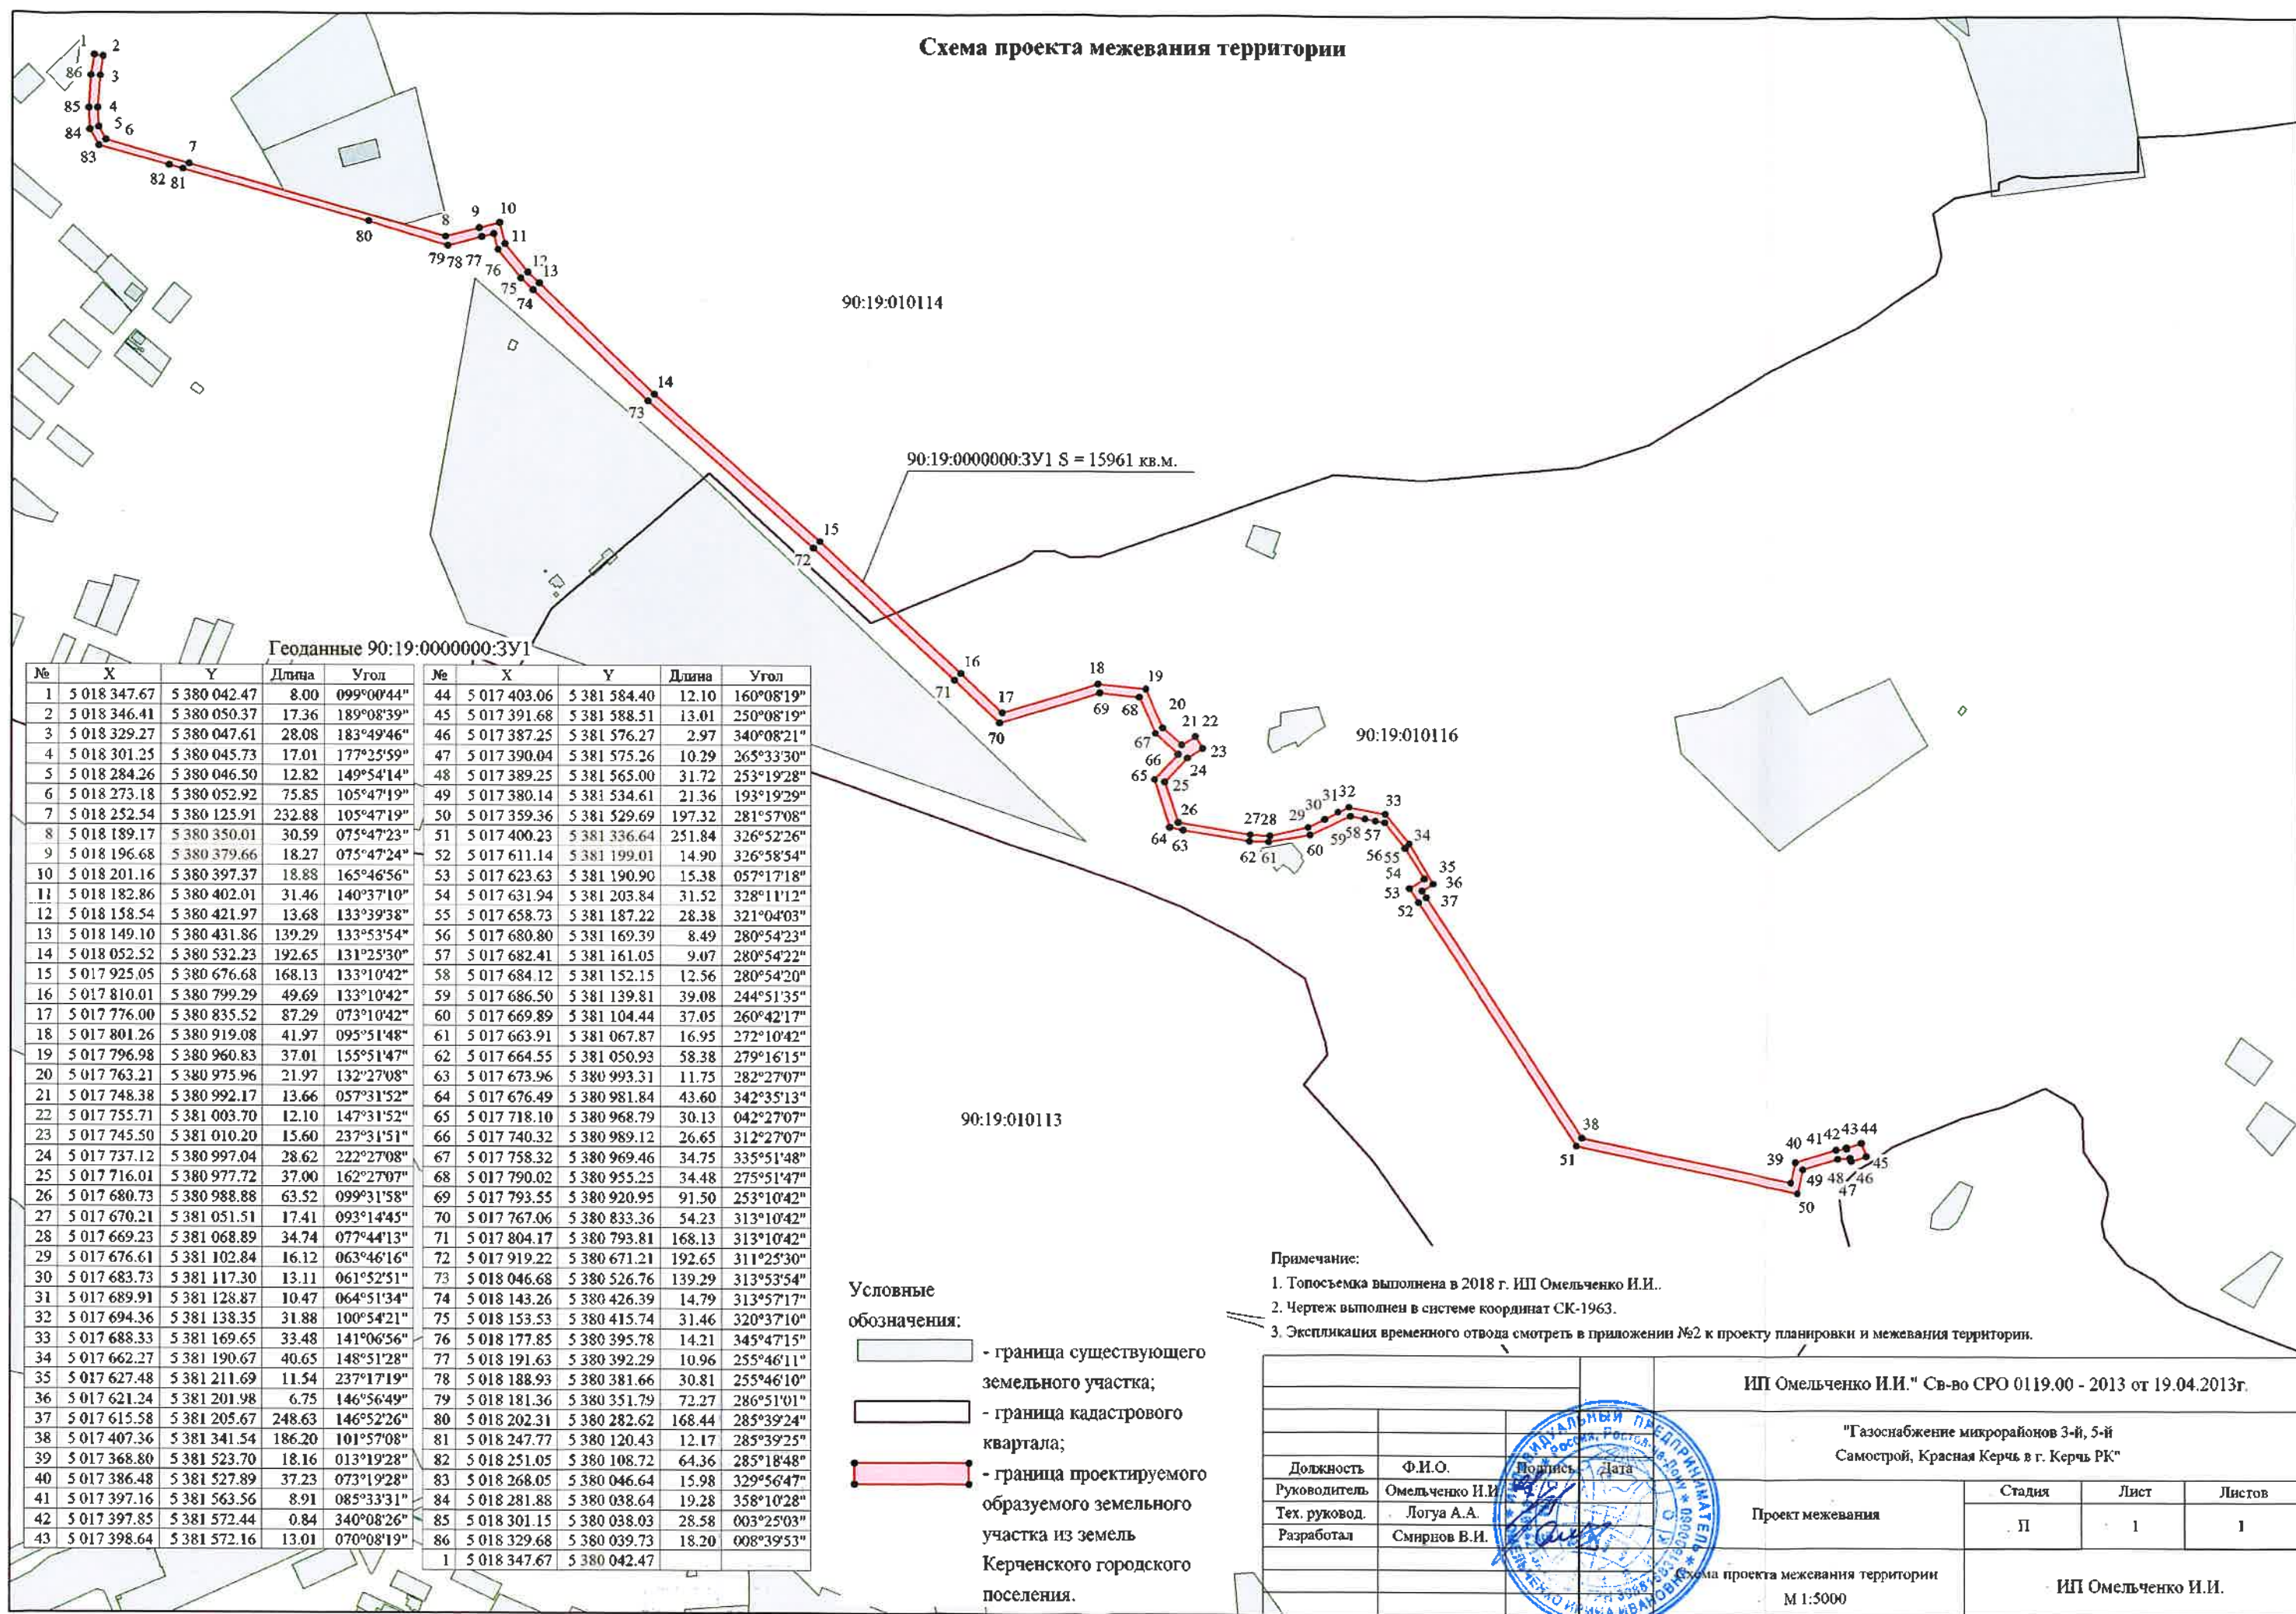 Схема проекта межевания территории
90:19:010114
90:19:0000000:ЗУ1 S = 15961 кв.м.
90:19:010116
90:19:010113
Геоданные 90:19:0000000:ЗУ1
№ X Y Длина Угол № X Y Длина Угол
1 5 018 347.67 5 380 042.47 8.00 099°00'44" 44 5 017 403.06 5 381 584.40 12.10 160°08'19"
2 5 018 346.41 5 380 050.37 17.36 189°08'39" 45 5 017 391.68 5 381 588.51 13.01 250°08'19"
3 5 018 329.27 5 380 047.61 28.08 183°49'46" 46 5 017 387.25 5 381 576.27 2.97 340°08'21"
4 5 018 301.25 5 380 045.73 17.01 177°25'59" 47 5 017 390.04 5 381 575.26 10.29 265°33'30"
5 5 018 284.26 5 380 046.50 12.82 149°54'14" 48 5 017 389.25 5 381 565.00 31.72 253°19'28"
6 5 018 273.18 5 380 052.92 75.85 105°47'19" 49 5 017 380.14 5 381 534.61 21.36 193°19'29"
7 5 018 252.54 5 380 125.91 232.88 105°47'19" 50 5 017 359.36 5 381 529.69 197.32 281°57'08"
8 5 018 189.17 5 380 350.01 30.59 075°47'23" 51 5 017 400.23 5 381 336.64 251.84 326°52'26"
9 5 018 196.68 5 380 379.66 18.27 075°47'24" 52 5 017 611.14 5 381 199.01 14.90 326°58'54"
10 5 018 201.16 5 380 397.37 18.88 165°46'56" 53 5 017 623.63 5 381 190.90 15.38 057°17'18"
11 5 018 182.86 5 380 402.01 31.46 140°37'10" 54 5 017 631.94 5 381 203.84 31.52 328°11'12"
12 5 018 158.54 5 380 421.97 13.68 133°39'38" 55 5 017 658.73 5 381 187.22 28.38 321°04'03"
13 5 018 149.10 5 380 431.86 139.29 133°53'54" 56 5 017 680.80 5 381 169.39 8.49 280°54'23"
14 5 018 052.52 5 380 532.23 192.65 131°25'30" 57 5 017 682.41 5 381 161.05 9.07 280°54'22"
15 5 017 925.05 5 380 676.68 168.13 133°10'42" 58 5 017 684.12 5 381 152.15 12.56 280°54'20"
16 5 017 810.01 5 380 799.29 49.69 133°10'42" 59 5 017 686.50 5 381 139.81 39.08 244°51'35"
17 5 017 776.00 5 380 835.52 87.29 073°10'42" 60 5 017 669.89 5 381 104.44 37.05 260°42'17"
18 5 017 801.26 5 380 919.08 41.97 095°51'48" 61 5 017 663.91 5 381 067.87 16.95 272°10'42"
19 5 017 796.98 5 380 960.83 37.01 155°51'47" 62 5 017 664.55 5 381 050.93 58.38 279°16'15"
20 5 017 763.21 5 380 975.96 21.97 132°27'08" 63 5 017 673.96 5 380 993.31 11.75 282°27'07"
21 5 017 748.38 5 380 992.17 13.66 057°31'52" 64 5 017 676.49 5 380 981.84 43.60 342°35'13"
22 5 017 755.71 5 381 003.70 12.10 147°31'52" 65 5 017 718.10 5 380 968.79 30.13 042°27'07"
23 5 017 745.50 5 381 010.20 15.60 237°31'51" 66 5 017 740.32 5 380 989.12 26.65 312°27'07"
24 5 017 737.12 5 380 997.04 28.62 222°27'08" 67 5 017 758.32 5 380 969.46 34.75 335°51'48"
25 5 017 716.01 5 380 977.72 37.00 162°27'07" 68 5 017 790.02 5 380 955.25 34.48 275°51'47"
26 5 017 680.73 5 380 988.88 63.52 099°31'58" 69 5 017 793.55 5 380 920.95 91.50 253°10'42"
27 5 017 670.21 5 381 051.51 17.41 093°14'45" 70 5 017 767.06 5 380 833.36 54.23 313°10'42"
28 5 017 669.23 5 381 068.89 34.74 077°44'13" 71 5 017 804.17 5 380 793.81 168.13 313°10'42"
29 5 017 676.61 5 381 102.84 16.12 063°46'16" 72 5 017 919.22 5 380 671.21 192.65 311°25'30"
30 5 017 683.73 5 381 117.30 13.11 061°52'51" 73 5 018 046.68 5 380 526.76 139.29 313°53'54"
31 5 017 689.91 5 381 128.87 10.47 064°51'34" 74 5 018 143.26 5 380 426.39 14.79 313°57'17"
32 5 017 694.36 5 381 138.35 31.88 100°54'21" 75 5 018 153.53 5 380 415.74 31.46 320°37'10"
33 5 017 688.33 5 381 169.65 33.48 141°06'56" 76 5 018 177.85 5 380 395.78 14.21 345°47'15"
34 5 017 662.27 5 381 190.67 40.65 148°51'28" 77 5 018 191.63 5 380 392.29 10.96 255°46'11"
35 5 017 627.48 5 381 211.69 11.54 237°17'19" 78 5 018 188.93 5 380 381.66 30.81 255°46'10"
36 5 017 621.24 5 381 201.98 6.75 146°56'49" 79 5 018 181.36 5 380 351.79 72.27 286°51'01"
37 5 017 615.58 5 381 205.67 248.63 146°52'26" 80 5 018 202.31 5 380 282.62 168.44 285°39'24"
38 5 017 407.36 5 381 341.54 186.20 101°57'08" 81 5 018 247.77 5 380 120.43 12.17 285°39'25"
39 5 017 368.80 5 381 523.70 18.16 013°19'28" 82 5 018 251.05 5 380 108.72 64.36 285°18'48"
40 5 017 386.48 5 381 527.89 37.23 073°19'28" 83 5 018 268.05 5 380 046.64 15.98 329°56'47"
41 5 017 397.16 5 381 563.56 8.91 085°33'31" 84 5 018 281.88 5 380 038.64 19.28 358°10'28"
42 5 017 397.85 5 381 572.44 0.84 340°08'26" 85 5 018 301.15 5 380 038.03 28.58 003°25'03"
43 5 017 398.64 5 381 572.16 13.01 070°08'19" 86 5 018 329.68 5 380 039.73 18.20 008°39'53"
1 5 018 347.67 5 380 042.47
Условные
обозначения:
- граница существующего
земельного участка;
- граница кадастрового
квартала;
- граница проектируемого
образуемого земельного
участка из земель
Керченского городского
поселения.
Примечание:
1. Топосъемка выполнена в 2018 г. ИП Омельченко И.И..
2. Чертеж выполнен в системе координат СК-1963.
3. Экспликация временного отвода смотреть в приложении №2 к проекту планировки и межевания территории.
ИП Омельченко И.И." Св-во СРО 0119.00 - 2013 от 19.04.2013г.
"Газоснабжение микрорайонов 3-й, 5-й
Самострой, Красная Керчь в г. Керчь РК"
Должность Ф.И.О. Подпись Дата
Руководитель Омельченко И.И
Тех. руковод. Логуа А.А.
Разработал Смирнов В.И.
Проект межевания
Стадия Лист Листов
П 1 1
Схема проекта межевания территории
М 1:5000
ИП Омельченко И.И.